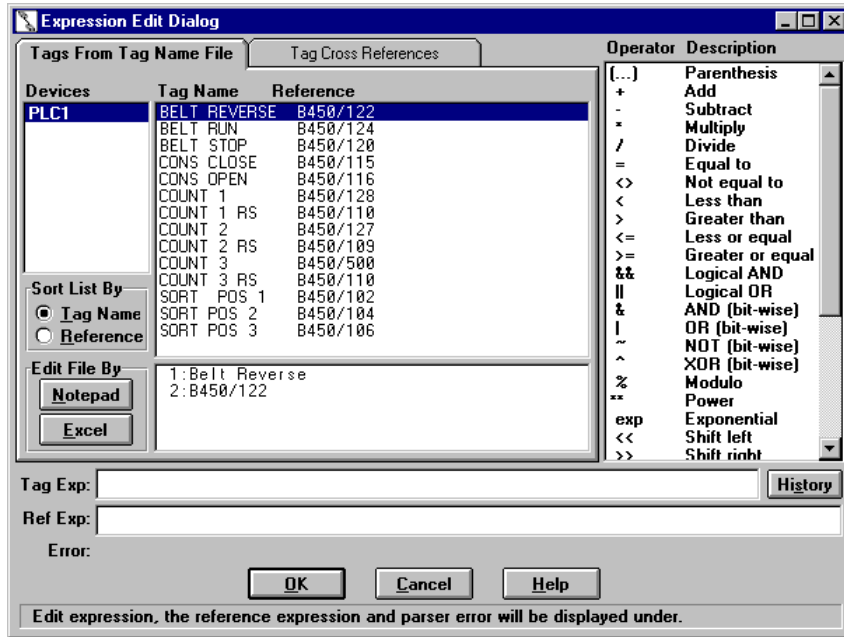 Expression Edit Dialog
Tags From Tag Name File
Tag Cross References
Devices
PLC1
Tag Name Reference
BELT REVERSE B450/122
BELT RUN B450/124
BELT STOP B450/120
CONS CLOSE B450/115
CONS OPEN B450/116
COUNT 1 B450/128
COUNT 1 RS B450/110
COUNT 2 B450/127
COUNT 2 RS B450/109
COUNT 3 B450/500
COUNT 3 RS B450/110
SORT POS 1 B450/102
SORT POS 2 B450/104
SORT POS 3 B450/106
Sort List By
Tag Name
Reference
Edit File By
Notepad
Excel
1:Belt Reverse
2:B450/122
Operator Description
(...) Parenthesis
+ Add
- Subtract
* Multiply
/ Divide
= Equal to
<> Not equal to
< Less than
> Greater than
<= Less or equal
>= Greater or equal
&& Logical AND
|| Logical OR
& AND (bit-wise)
| OR (bit-wise)
~ NOT (bit-wise)
^ XOR (bit-wise)
% Modulo
** Power
exp Exponential
<< Shift left
>> Shift right
Tag Exp:
History
Ref Exp:
Error:
OK
Cancel
Help
Edit expression, the reference expression and parser error will be displayed under.